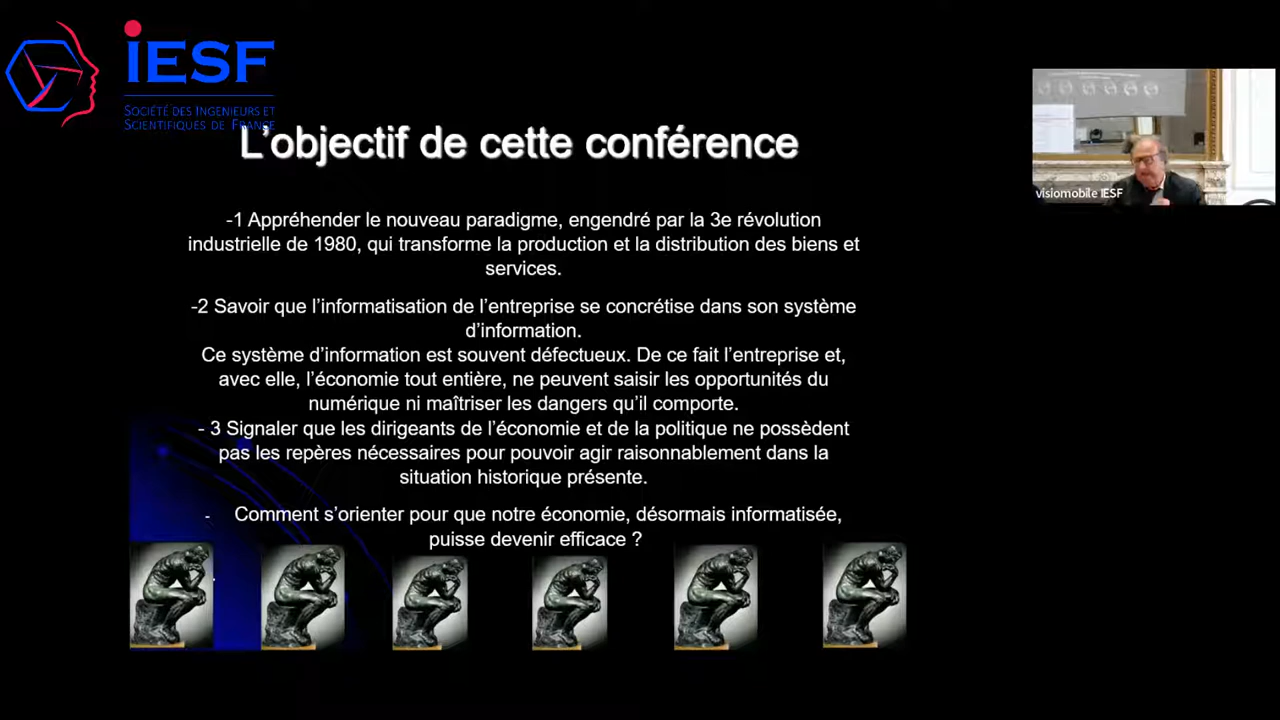 iESF
SOCIÉTÉ DES INGENIEURS ET
SCIENTIFIQUES DE FRANCE
L’objectif de cette conférence
-1 Appréhender le nouveau paradigme, engendré par la 3e révolution
industrielle de 1980, qui transforme la production et la distribution des biens et
services.
-2 Savoir que l’informatisation de l’entreprise se concrétise dans son système
d’information.
Ce système d’information est souvent défectueux. De ce fait l’entreprise et,
avec elle, l’économie tout entière, ne peuvent saisir les opportunités du
numérique ni maîtriser les dangers qu’il comporte.
- 3 Signaler que les dirigeants de l’économie et de la politique ne possèdent
pas les repères nécessaires pour pouvoir agir raisonnablement dans la
situation historique présente.
- Comment s’orienter pour que notre économie, désormais informatisée,
puisse devenir efficace ?
visiomobile IESF